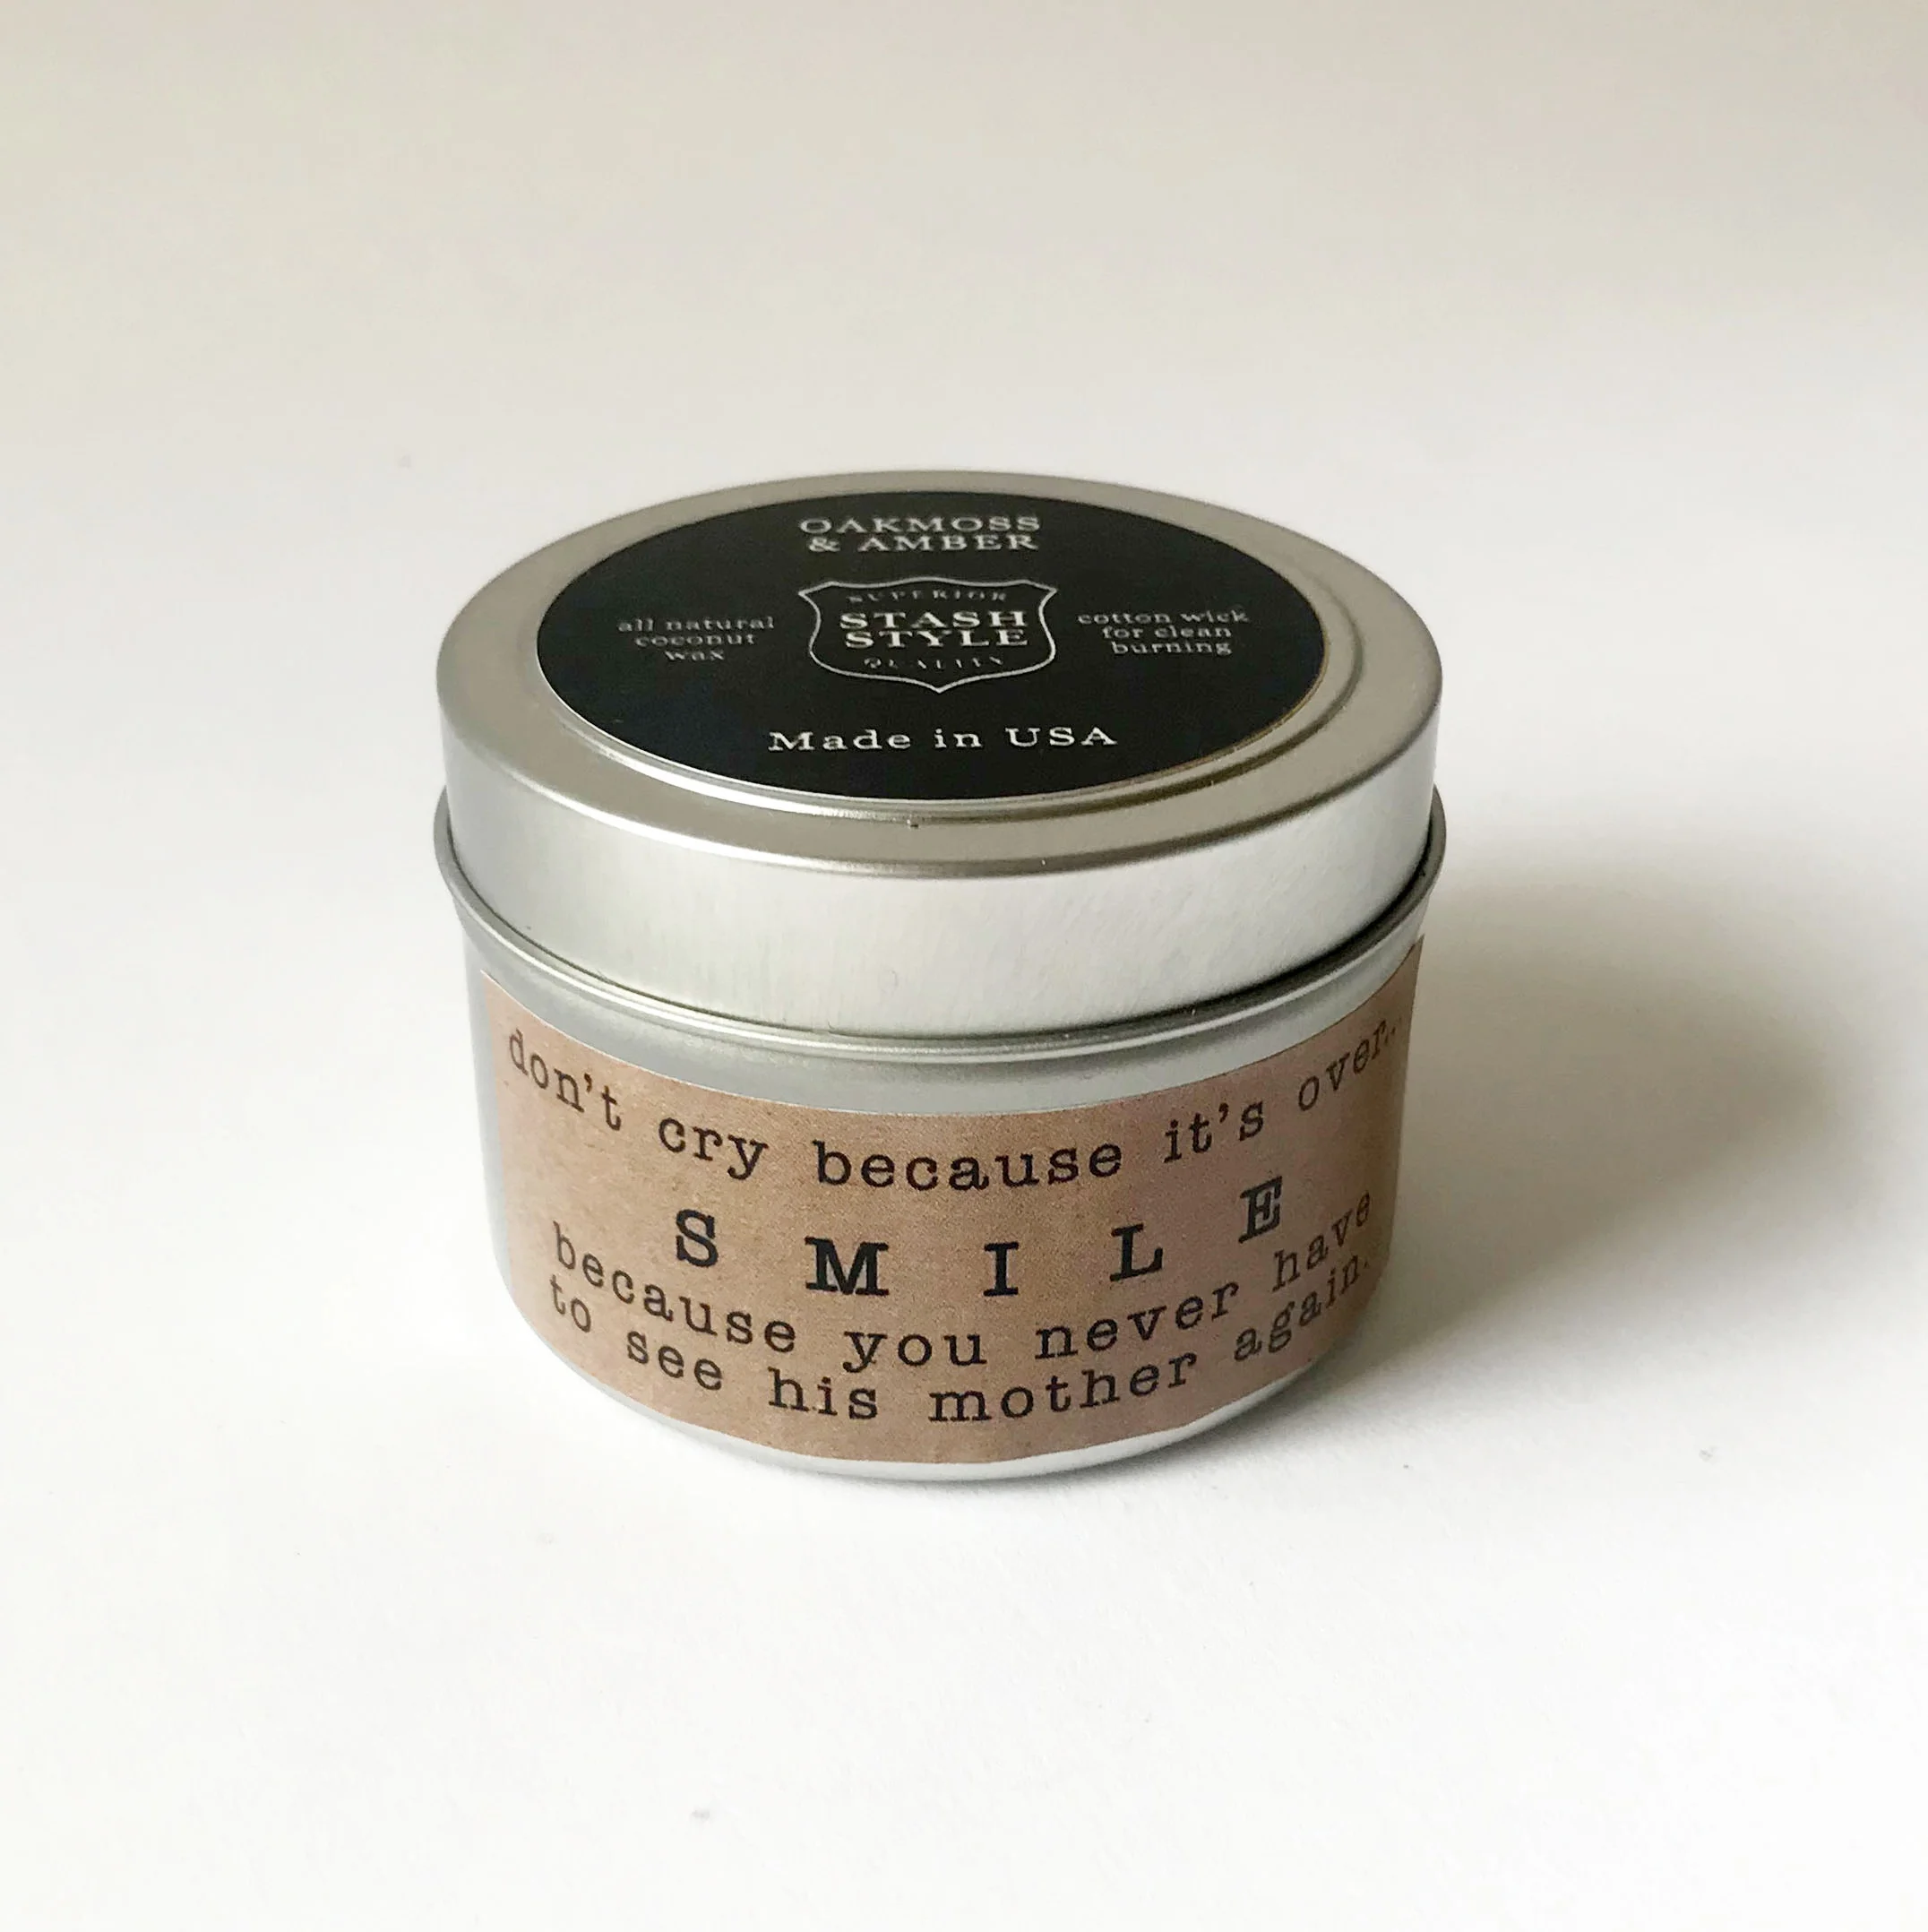 OAKMOSS
& AMBER
all natural
coconut
wax
SUPERIOR
STASH
STYLE
QUALITY
cotton wick
for clean
burning
Made in USA
don't cry because it's over..
SMILE
because you never have
to see his mother again.